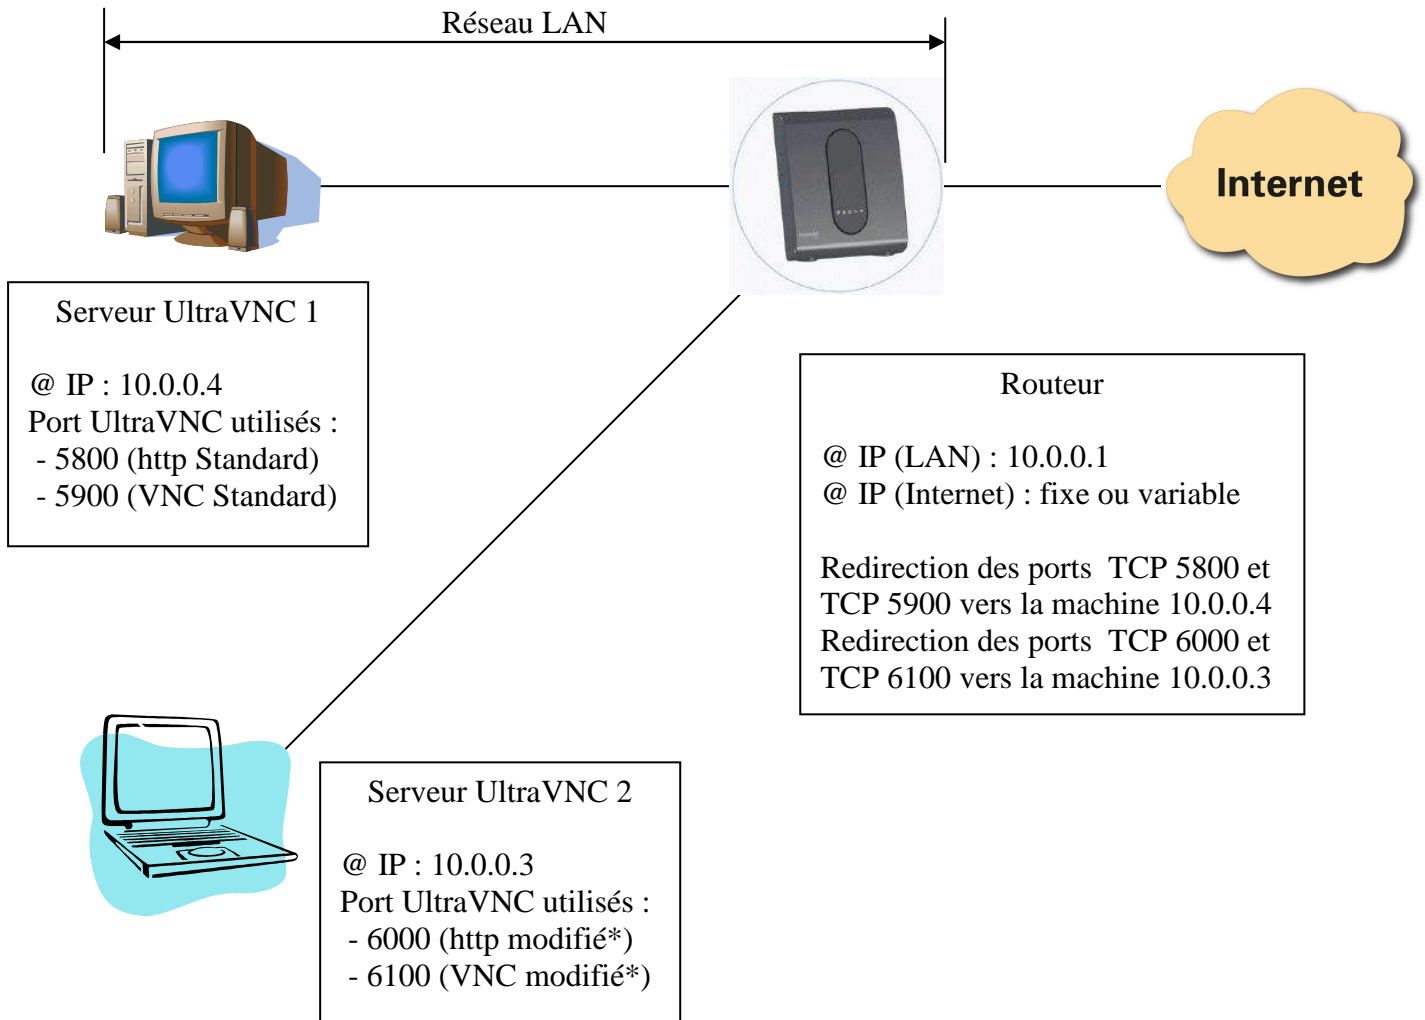 Réseau LAN
Internet
Serveur UltraVNC 1
@ IP : 10.0.0.4
Port UltraVNC utilisés :
- 5800 (http Standard)
- 5900 (VNC Standard)
Routeur
@ IP (LAN) : 10.0.0.1
@ IP (Internet) : fixe ou variable
Redirection des ports TCP 5800 et
TCP 5900 vers la machine 10.0.0.4
Redirection des ports TCP 6000 et
TCP 6100 vers la machine 10.0.0.3
Serveur UltraVNC 2
@ IP : 10.0.0.3
Port UltraVNC utilisés :
- 6000 (http modifié*)
- 6100 (VNC modifié*)